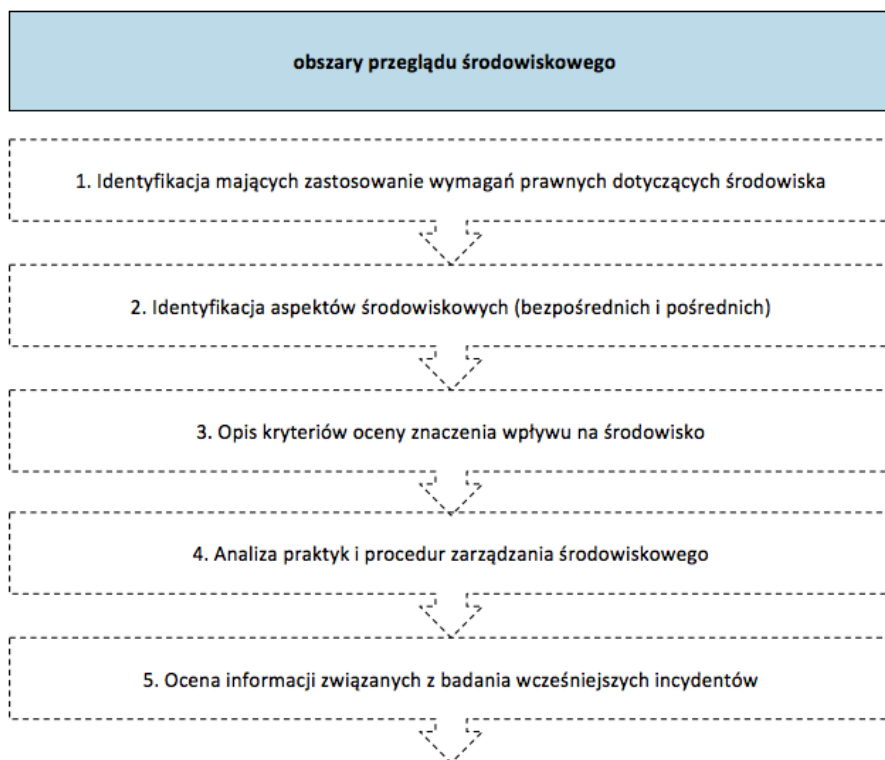 obszary przeglądu środowiskowego
1. Identyfikacja mających zastosowanie wymagań prawnych dotyczących środowiska
2. Identyfikacja aspektów środowiskowych (bezpośrednich i pośrednich)
3. Opis kryteriów oceny znaczenia wpływu na środowisko
4. Analiza praktyk i procedur zarządzania środowiskowego
5. Ocena informacji związanych z badania wcześniejszych incydentów